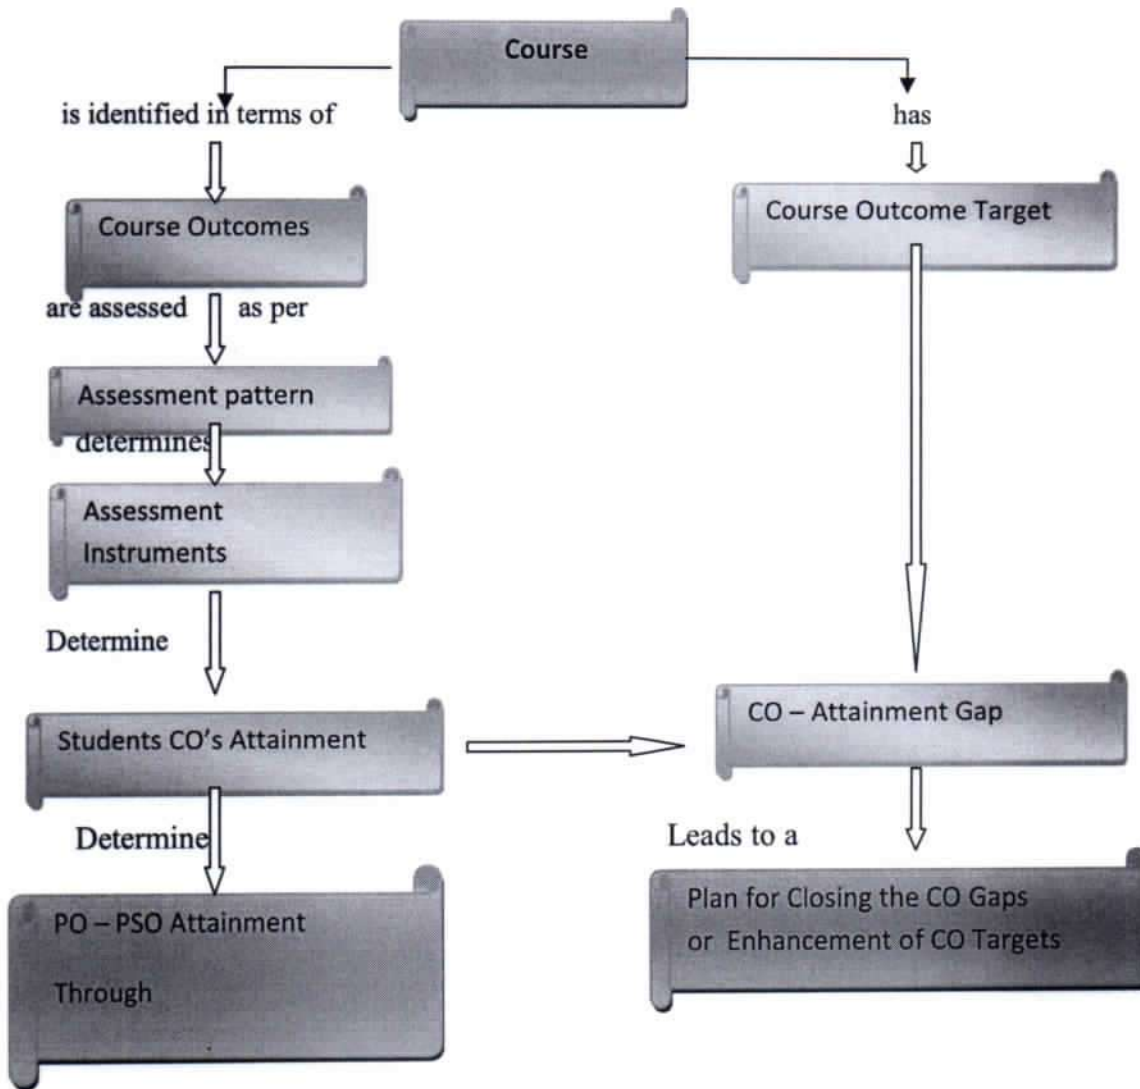 Course
is identified in terms of
has
Course Outcomes
Course Outcome Target
are assessed as per
Assessment pattern
determines
Assessment
Instruments
Determine
Students CO's Attainment
CO – Attainment Gap
Determine
Leads to a
PO – PSO Attainment
Through
Plan for Closing the CO Gaps
or Enhancement of CO Targets